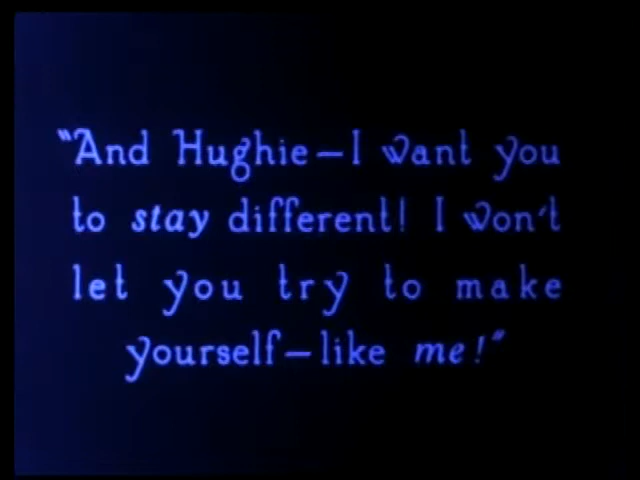 "And Hughie—I want you
to stay different! I won't
let you try to make
yourself—like me!"